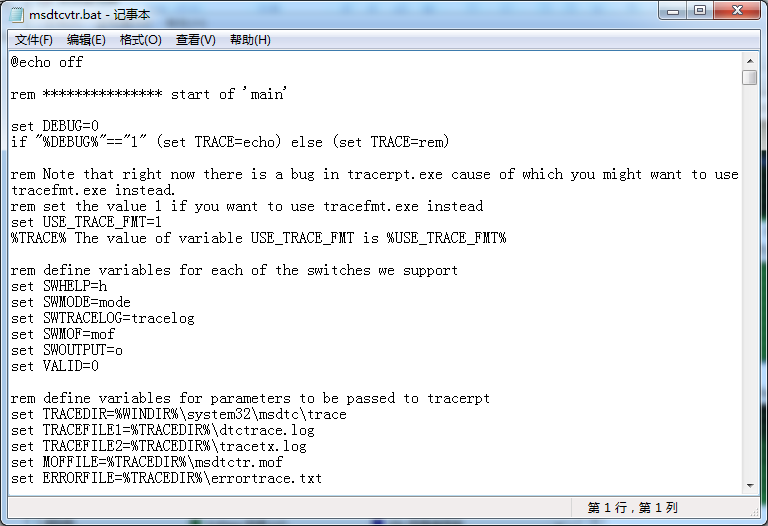 msdtcvtr.bat - 记事本
文件(F) 编辑(E) 格式(O) 查看(V) 帮助(H)
@echo off
rem *************** start of 'main'
set DEBUG=0
if "%DEBUG%"=="1" (set TRACE=echo) else (set TRACE=rem)
rem Note that right now there is a bug in tracerpt.exe cause of which you might want to use
tracefmt.exe instead.
rem set the value 1 if you want to use tracefmt.exe instead
set USE_TRACE_FMT=1
%TRACE% The value of variable USE_TRACE_FMT is %USE_TRACE_FMT%
rem define variables for each of the switches we support
set SWHELP=h
set SWMODE=mode
set SWTRACELOG=tracelog
set SWMOF=mof
set SWOUTPUT=o
set VALID=0
rem define variables for parameters to be passed to tracerpt
set TRACEDIR=%WINDIR%\system32\msdtc\trace
set TRACEFILE1=%TRACEDIR%\dtctrace.log
set TRACEFILE2=%TRACEDIR%\tracetx.log
set MOFFILE=%TRACEDIR%\msdtctr.mof
set ERRORFILE=%TRACEDIR%\errortrace.txt
第 1 行，第 1 列